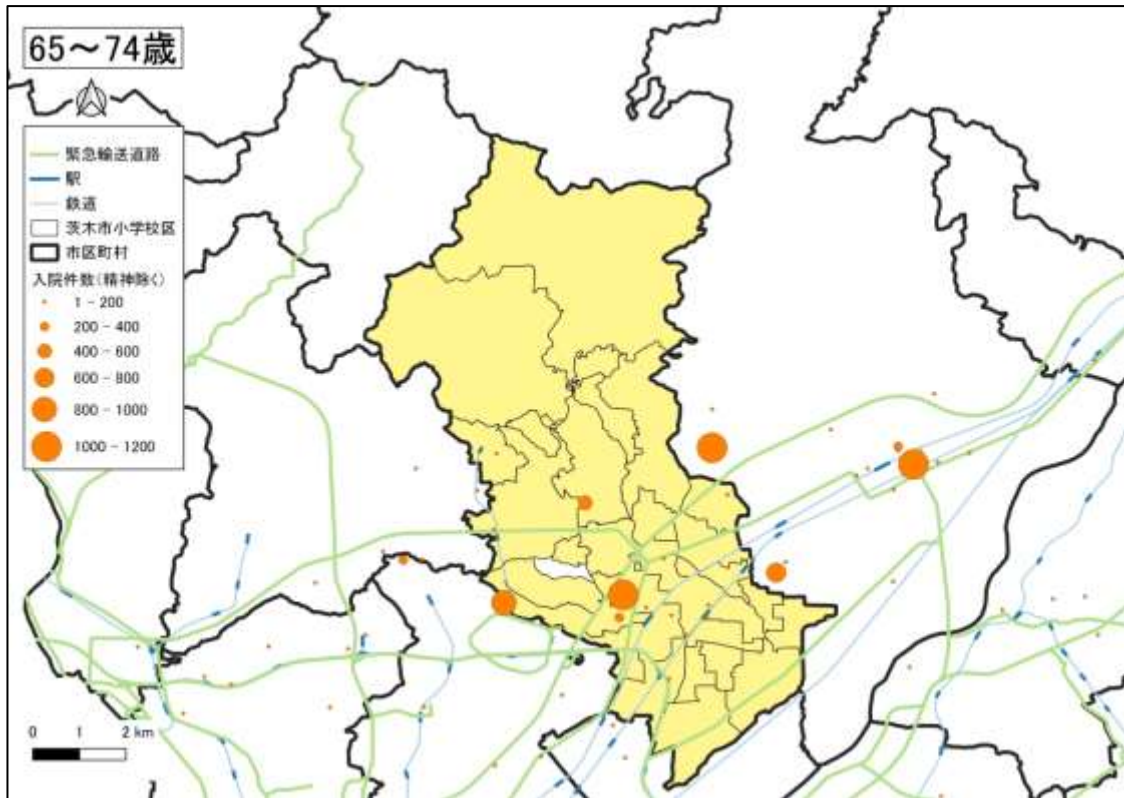 65～74歳
緊急輸送道路
駅
鉄道
茨木市小学校区
市区町村
入院件数(精神除く)
1 - 200
200 - 400
400 - 600
600 - 800
800 - 1000
1000 - 1200
0 1 2 km